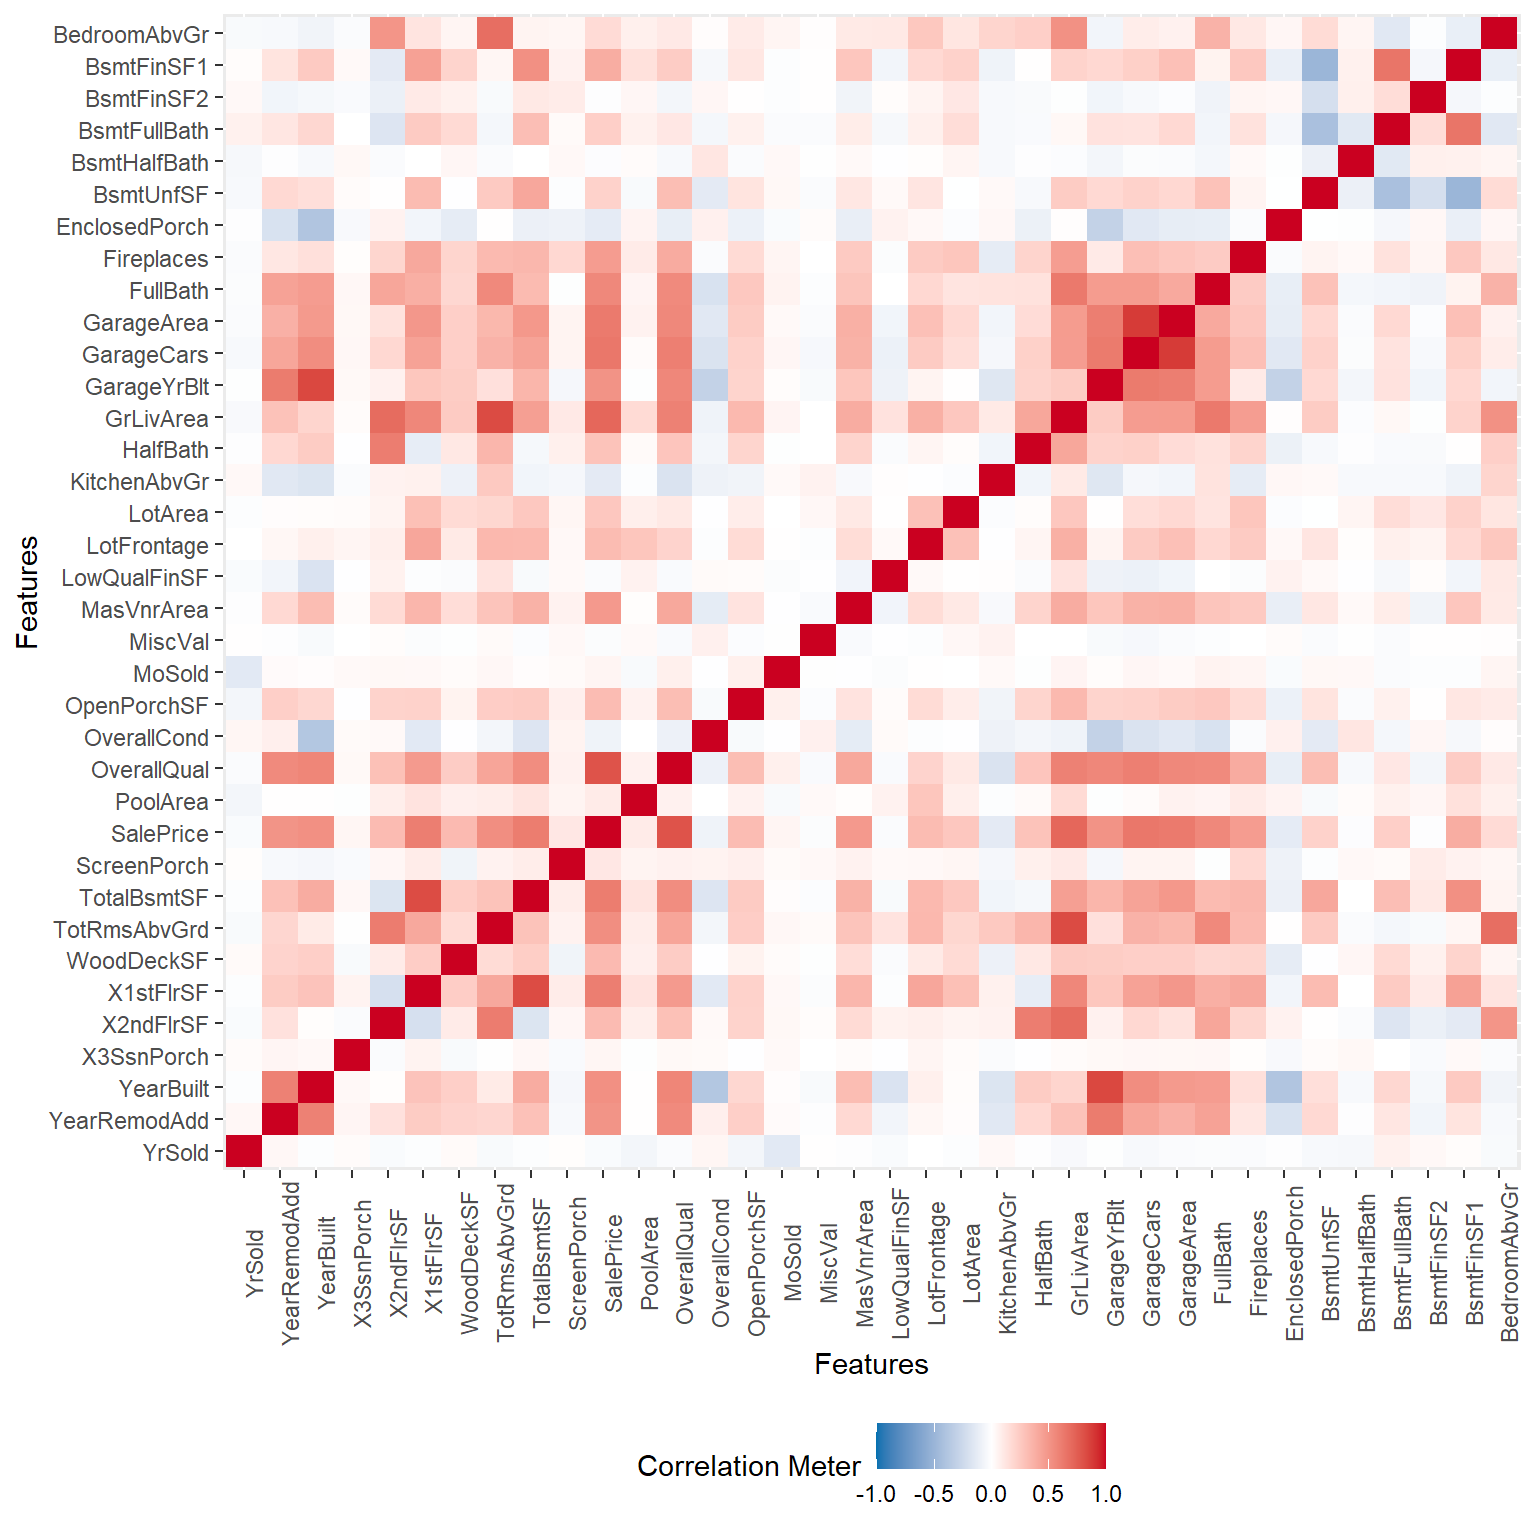 BedroomAbvGr
BsmtFinSF1
BsmtFinSF2
BsmtFullBath
BsmtHalfBath
BsmtUnfSF
EnclosedPorch
Fireplaces
FullBath
GarageArea
GarageCars
GarageYrBlt
GrLivArea
HalfBath
KitchenAbvGr
LotArea
LotFrontage
LowQualFinSF
MasVnrArea
MiscVal
MoSold
OpenPorchSF
OverallCond
OverallQual
PoolArea
SalePrice
ScreenPorch
TotalBsmtSF
TotRmsAbvGrd
WoodDeckSF
X1stFlrSF
X2ndFlrSF
X3SsnPorch
YearBuilt
YearRemodAdd
YrSold
Features
YrSold
YearRemodAdd
YearBuilt
X3SsnPorch
X2ndFlrSF
X1stFlrSF
WoodDeckSF
TotRmsAbvGrd
TotalBsmtSF
ScreenPorch
SalePrice
PoolArea
OverallQual
OverallCond
OpenPorchSF
MoSold
MiscVal
MasVnrArea
LowQualFinSF
LotFrontage
LotArea
KitchenAbvGr
HalfBath
GrLivArea
GarageYrBlt
GarageCars
GarageArea
FullBath
Fireplaces
EnclosedPorch
BsmtUnfSF
BsmtHalfBath
BsmtFullBath
BsmtFinSF2
BsmtFinSF1
BedroomAbvGr
Features
Correlation Meter
-1.0 -0.5 0.0 0.5 1.0